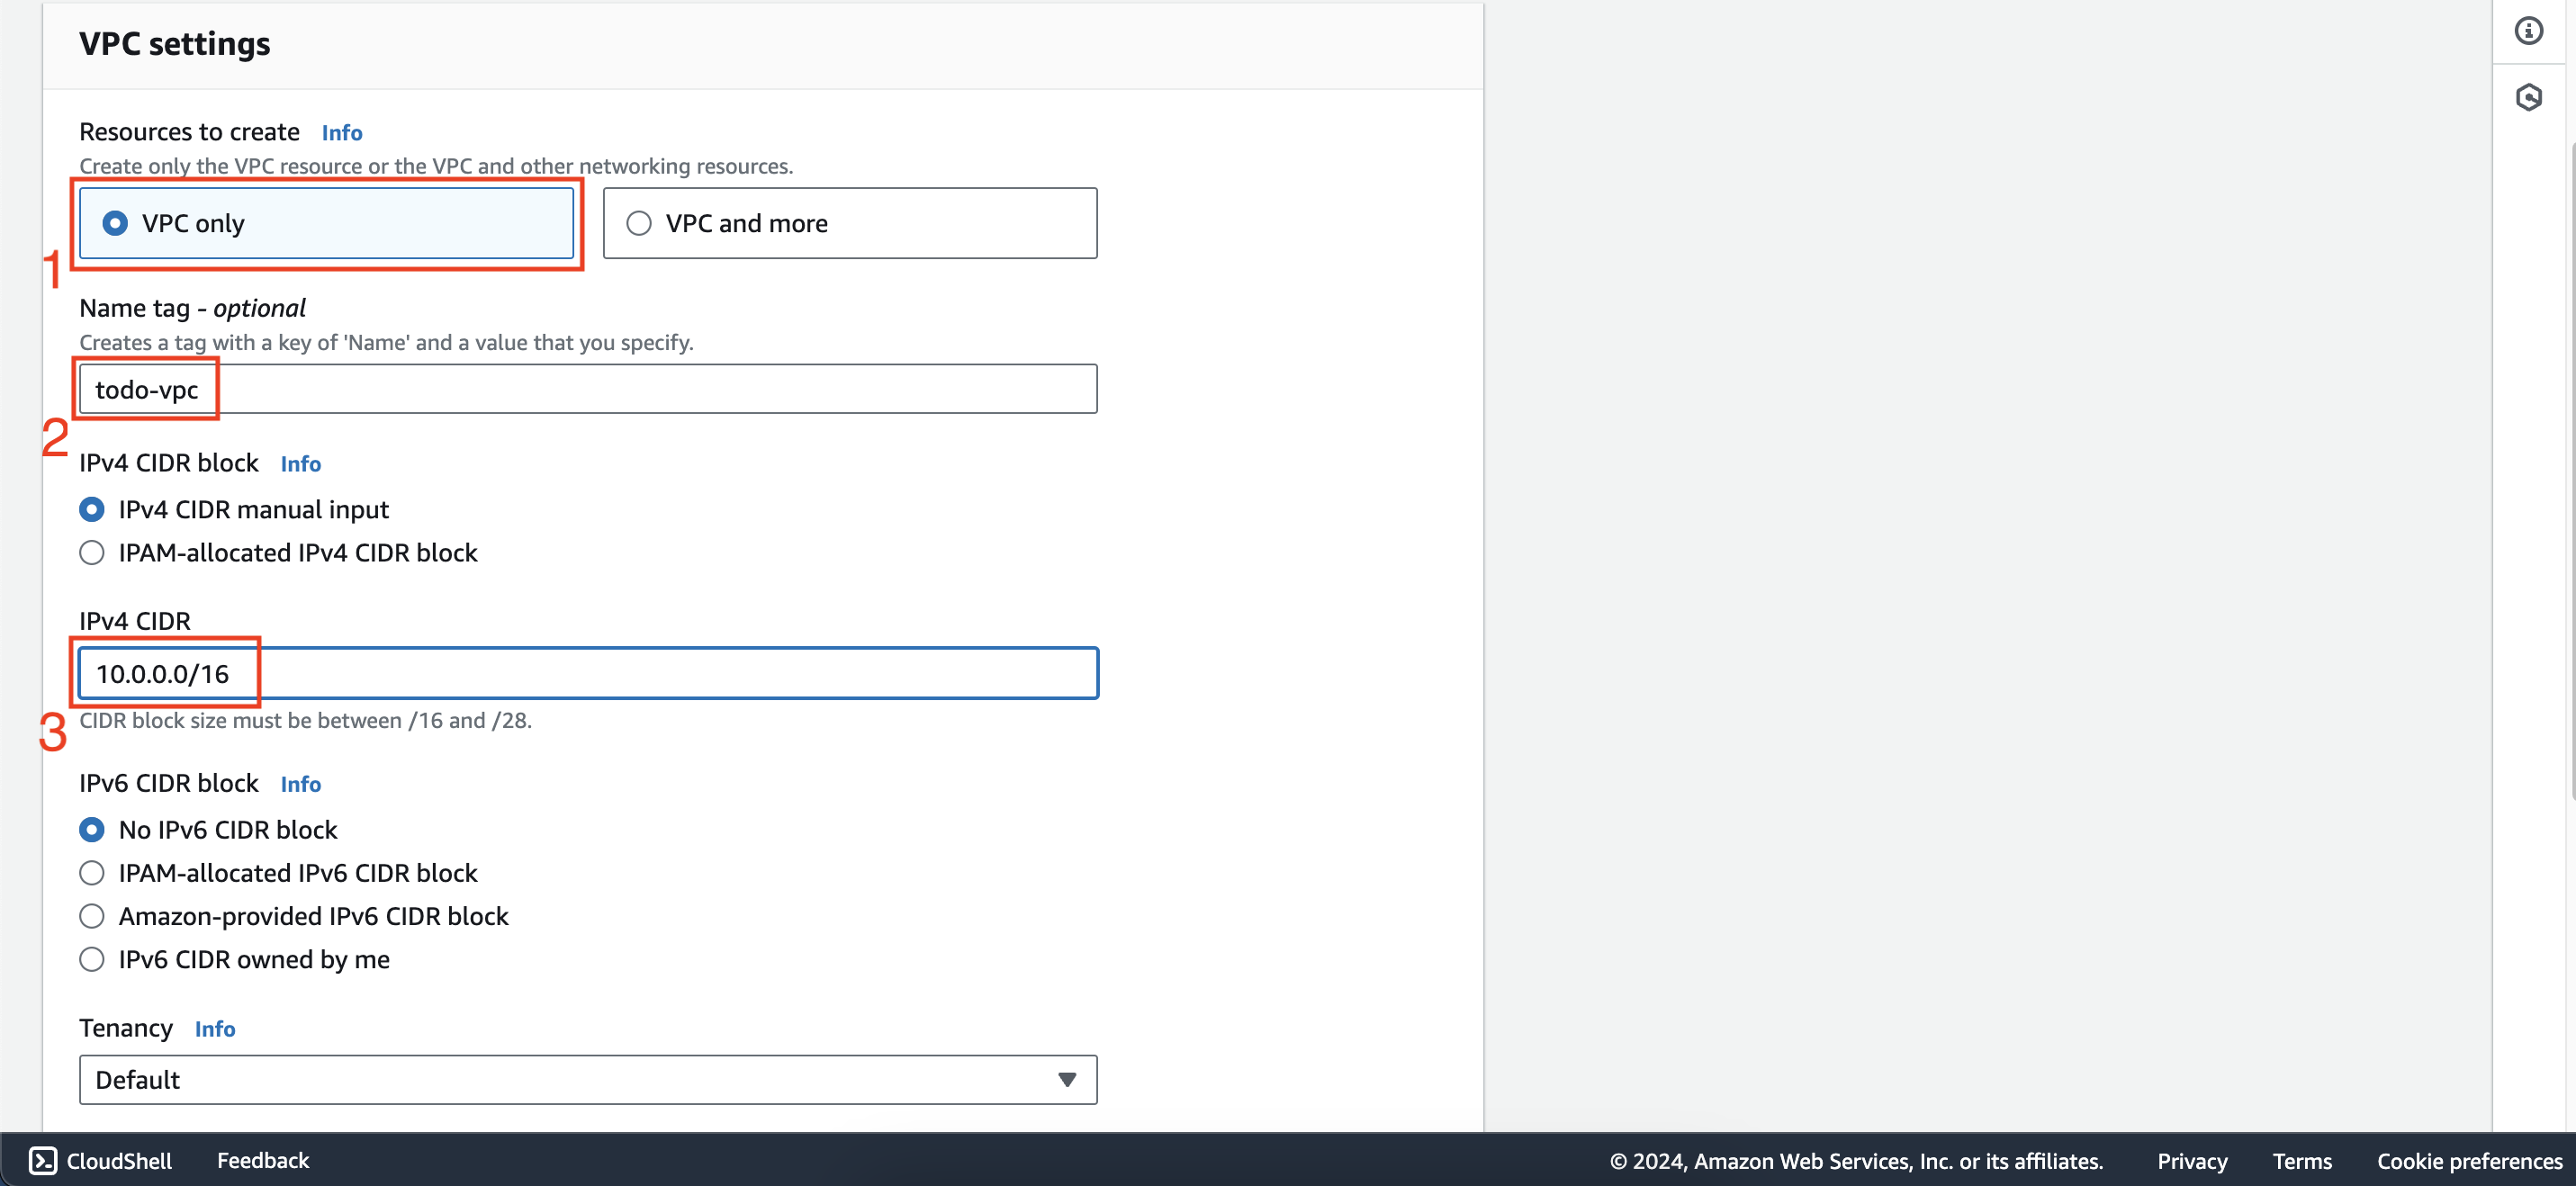 VPC settings
Resources to create Info
Create only the VPC resource or the VPC and other networking resources.
VPC only VPC and more
1
Name tag - optional
Creates a tag with a key of 'Name' and a value that you specify.
todo-vpc
2
IPv4 CIDR block Info
IPv4 CIDR manual input
IPAM-allocated IPv4 CIDR block
IPv4 CIDR
10.0.0.0/16
3
CIDR block size must be between /16 and /28.
IPv6 CIDR block Info
No IPv6 CIDR block
IPAM-allocated IPv6 CIDR block
Amazon-provided IPv6 CIDR block
IPv6 CIDR owned by me
Tenancy Info
Default
CloudShell Feedback © 2024, Amazon Web Services, Inc. or its affiliates. Privacy Terms Cookie preferences